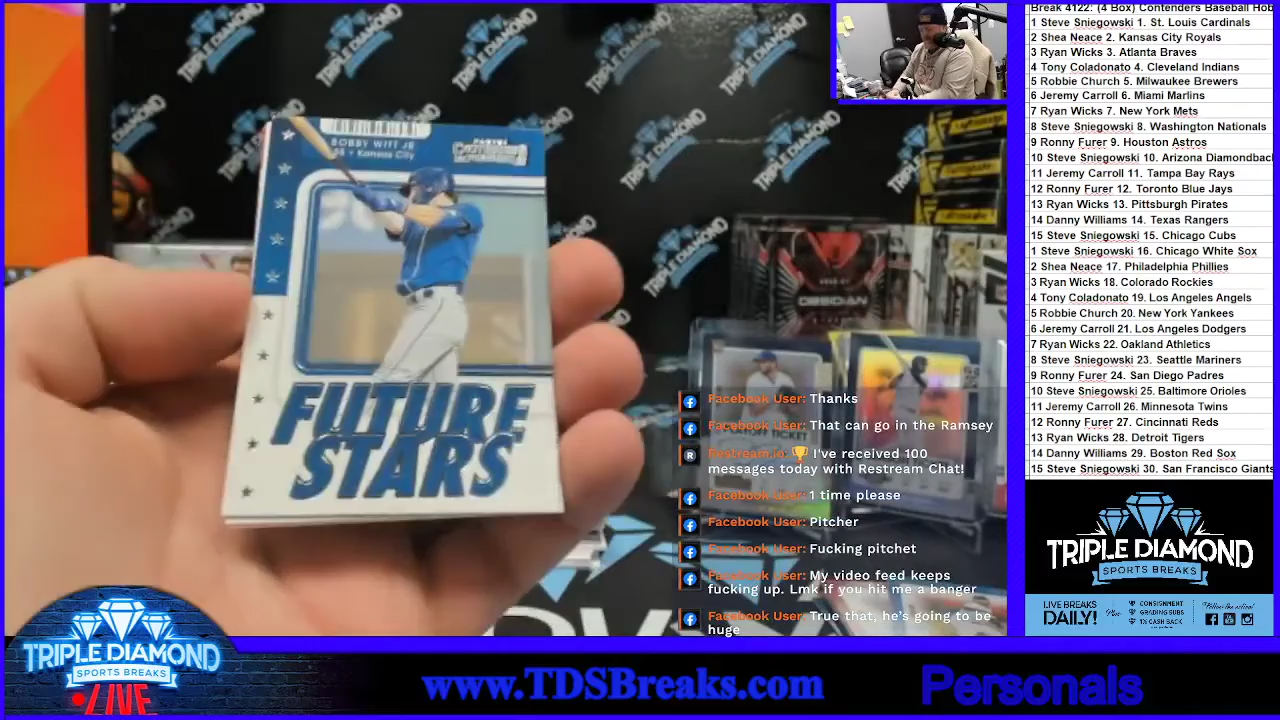 TRIPLE DIAMOND
BOBBY WITT JR
SS • Kansas City
PANINI
Contenders
FUTURE
STARS
OBSIDIAN
Facebook User: Thanks
Facebook User: That can go in the Ramsey
Restream.io: 🏆 I've received 100
messages today with Restream Chat!
Facebook User: 1 time please
Facebook User: Pitcher
Facebook User: Fucking pitchet
Facebook User: My video feed keeps
fucking up. Lmk if you hit me a banger
Facebook User: True that, he's going to be
huge
Break 4122: (4 Box) Contenders Baseball Hob
1 Steve Sniegowski 1. St. Louis Cardinals
2 Shea Neace 2. Kansas City Royals
3 Ryan Wicks 3. Atlanta Braves
4 Tony Coladonato 4. Cleveland Indians
5 Robbie Church 5. Milwaukee Brewers
6 Jeremy Carroll 6. Miami Marlins
7 Ryan Wicks 7. New York Mets
8 Steve Sniegowski 8. Washington Nationals
9 Ronny Furer 9. Houston Astros
10 Steve Sniegowski 10. Arizona Diamondback
11 Jeremy Carroll 11. Tampa Bay Rays
12 Ronny Furer 12. Toronto Blue Jays
13 Ryan Wicks 13. Pittsburgh Pirates
14 Danny Williams 14. Texas Rangers
15 Steve Sniegowski 15. Chicago Cubs
1 Steve Sniegowski 16. Chicago White Sox
2 Shea Neace 17. Philadelphia Phillies
3 Ryan Wicks 18. Colorado Rockies
4 Tony Coladonato 19. Los Angeles Angels
5 Robbie Church 20. New York Yankees
6 Jeremy Carroll 21. Los Angeles Dodgers
7 Ryan Wicks 22. Oakland Athletics
8 Steve Sniegowski 23. Seattle Mariners
9 Ronny Furer 24. San Diego Padres
10 Steve Sniegowski 25. Baltimore Orioles
11 Jeremy Carroll 26. Minnesota Twins
12 Ronny Furer 27. Cincinnati Reds
13 Ryan Wicks 28. Detroit Tigers
14 Danny Williams 29. Boston Red Sox
15 Steve Sniegowski 30. San Francisco Giants
TRIPLE DIAMOND
SPORTS BREAKS
LIVE BREAKS
DAILY!
Plus
CONSIGNMENT
GRADING SUBS
1% CASH BACK
Follow the action!
TRIPLE DIAMOND
SPORTS BREAKS
•LIVE
www.TDSBreaks.com
Personals